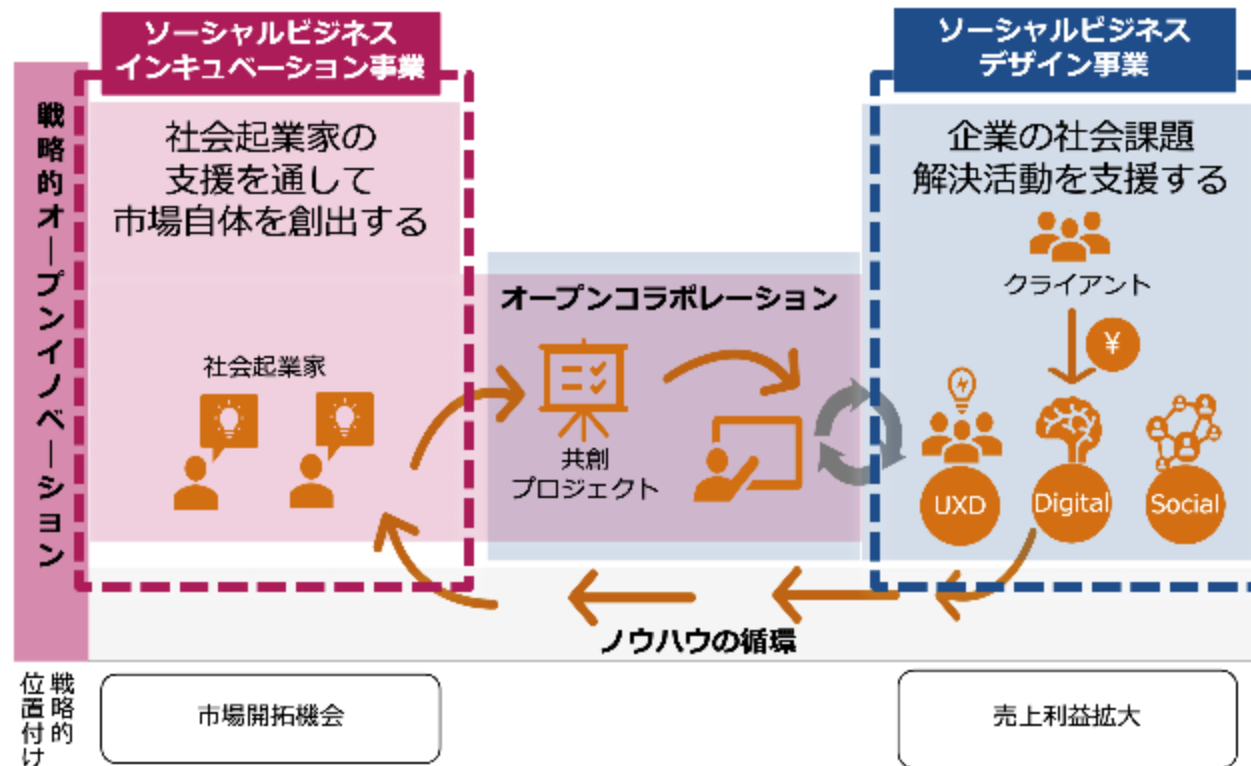 ソーシャルビジネス
インキュベーション事業
ソーシャルビジネス
デザイン事業
戦略的オープンイノベーション
社会起業家の
支援を通して
市場自体を創出する
企業の社会課題
解決活動を支援する
クライアント
¥
オープンコラボレーション
社会起業家
共創
プロジェクト
UXD
Digital
Social
ノウハウの循環
戦略的
位置付け
市場開拓機会
売上利益拡大